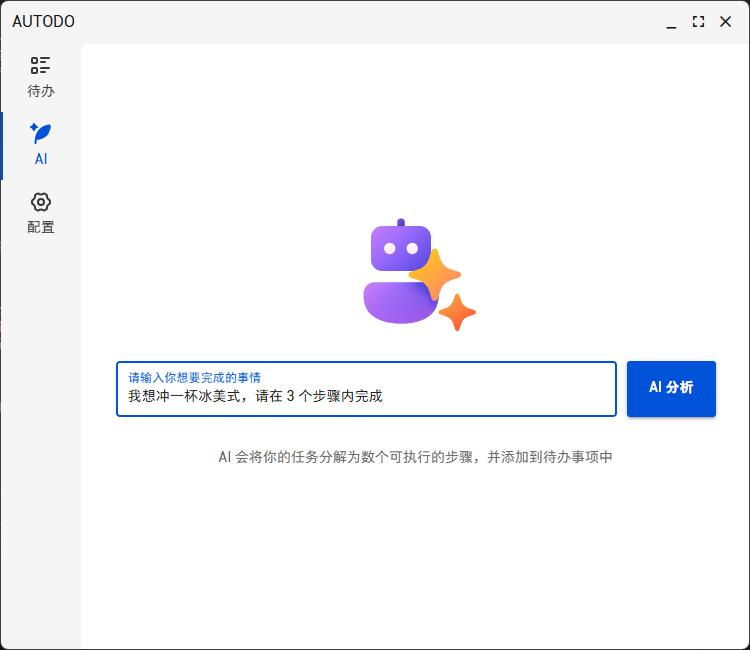 AUTODO
待办
AI
配置
请输入你想要完成的事情
我想冲一杯冰美式，请在 3 个步骤内完成
AI 分析
AI 会将你的任务分解为数个可执行的步骤，并添加到待办事项中